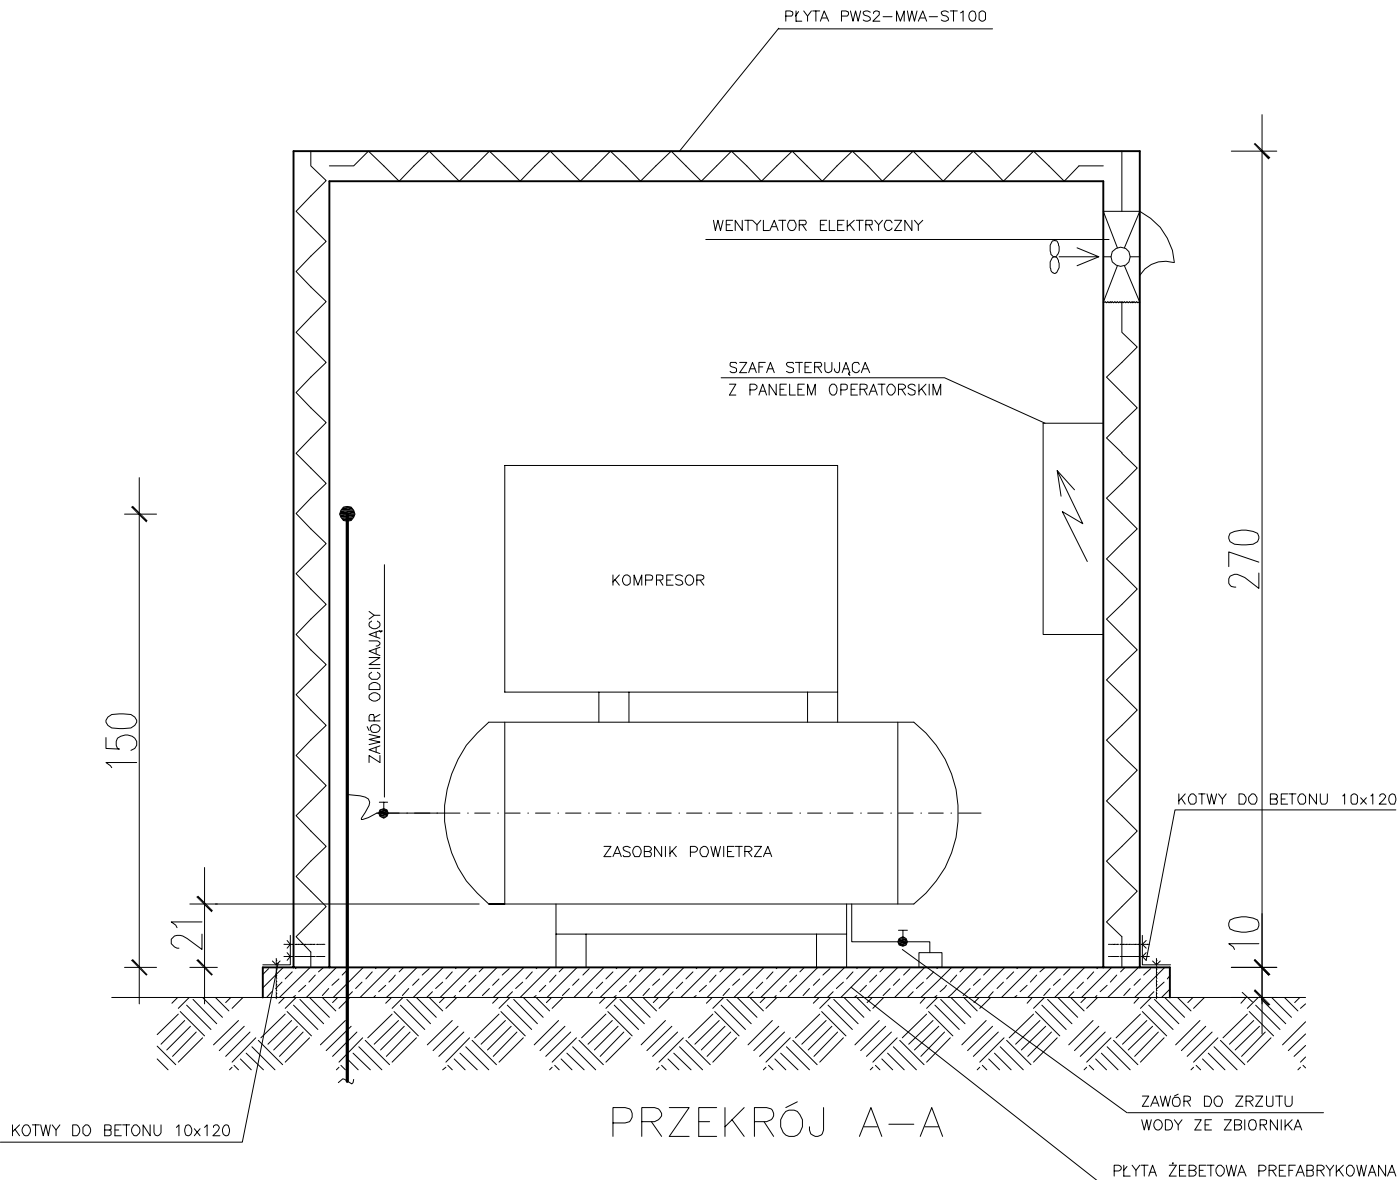 PŁYTA PWS2-MWA-ST100
WENTYLATOR ELEKTRYCZNY
SZAFA STERUJĄCA
Z PANELEM OPERATORSKIM
270
KOMPRESOR
ZAWÓR ODCINAJĄCY
150
KOTWY DO BETONU 10x120
ZASOBNIK POWIETRZA
21
10
ZAWÓR DO ZRZUTU
WODY ZE ZBIORNIKA
PRZEKRÓJ A-A
KOTWY DO BETONU 10x120
PŁYTA ŻEBETOWA PREFABRYKOWANA